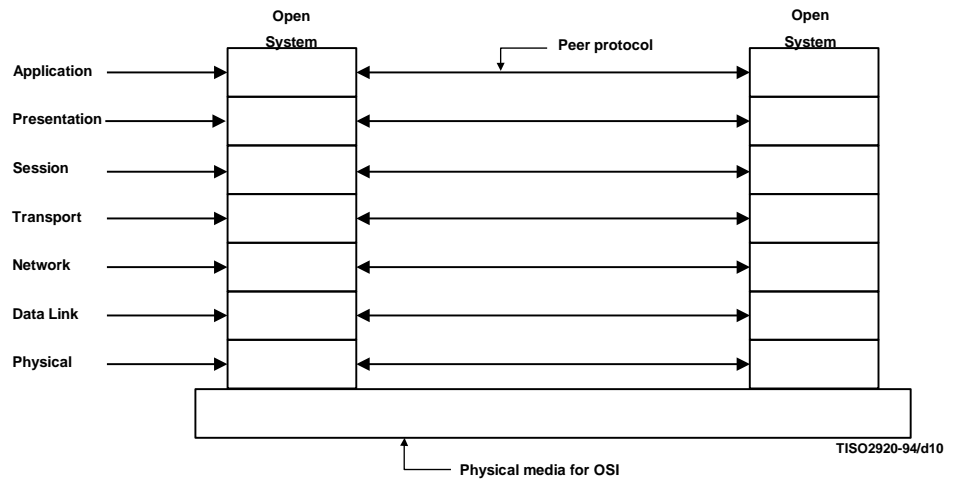 Open
System
Open
System
Peer protocol
Application
Presentation
Session
Transport
Network
Data Link
Physical
TISO2920-94/d10
Physical media for OSI